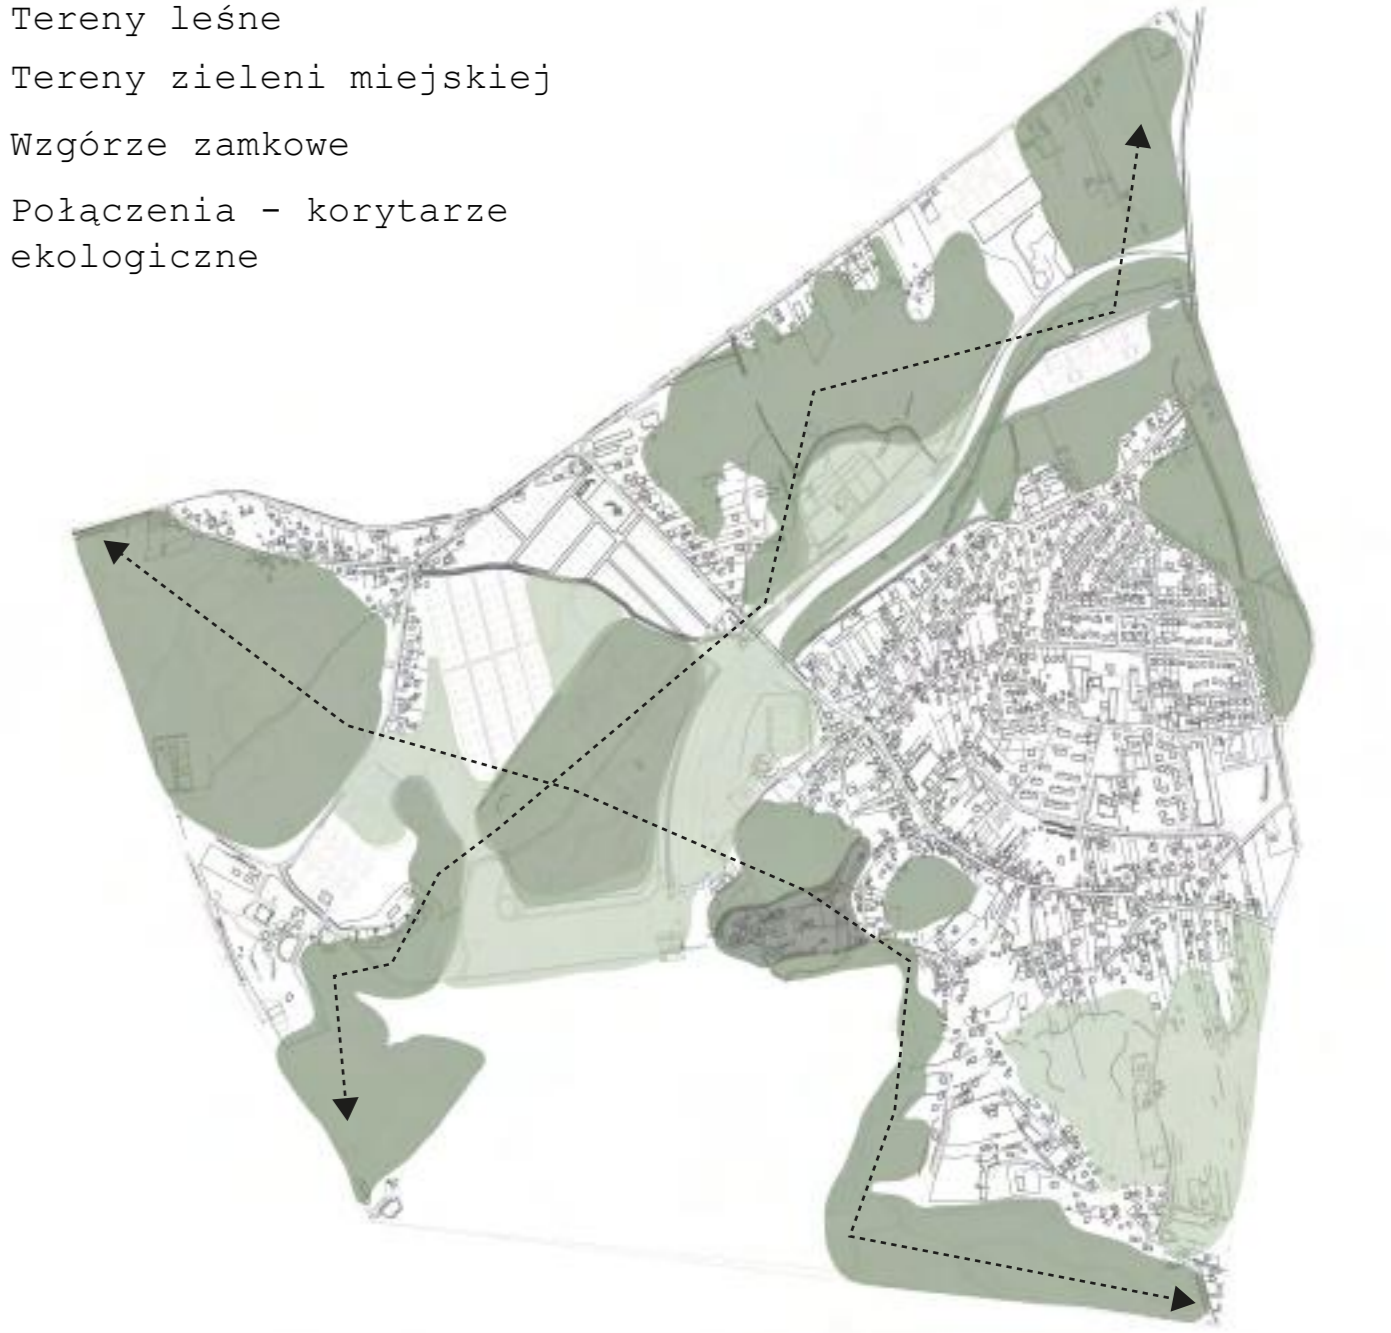 Tereny leśne
Tereny zieleni miejskiej
Wzgórze zamkowe
Połączenia - korytarze
ekologiczne